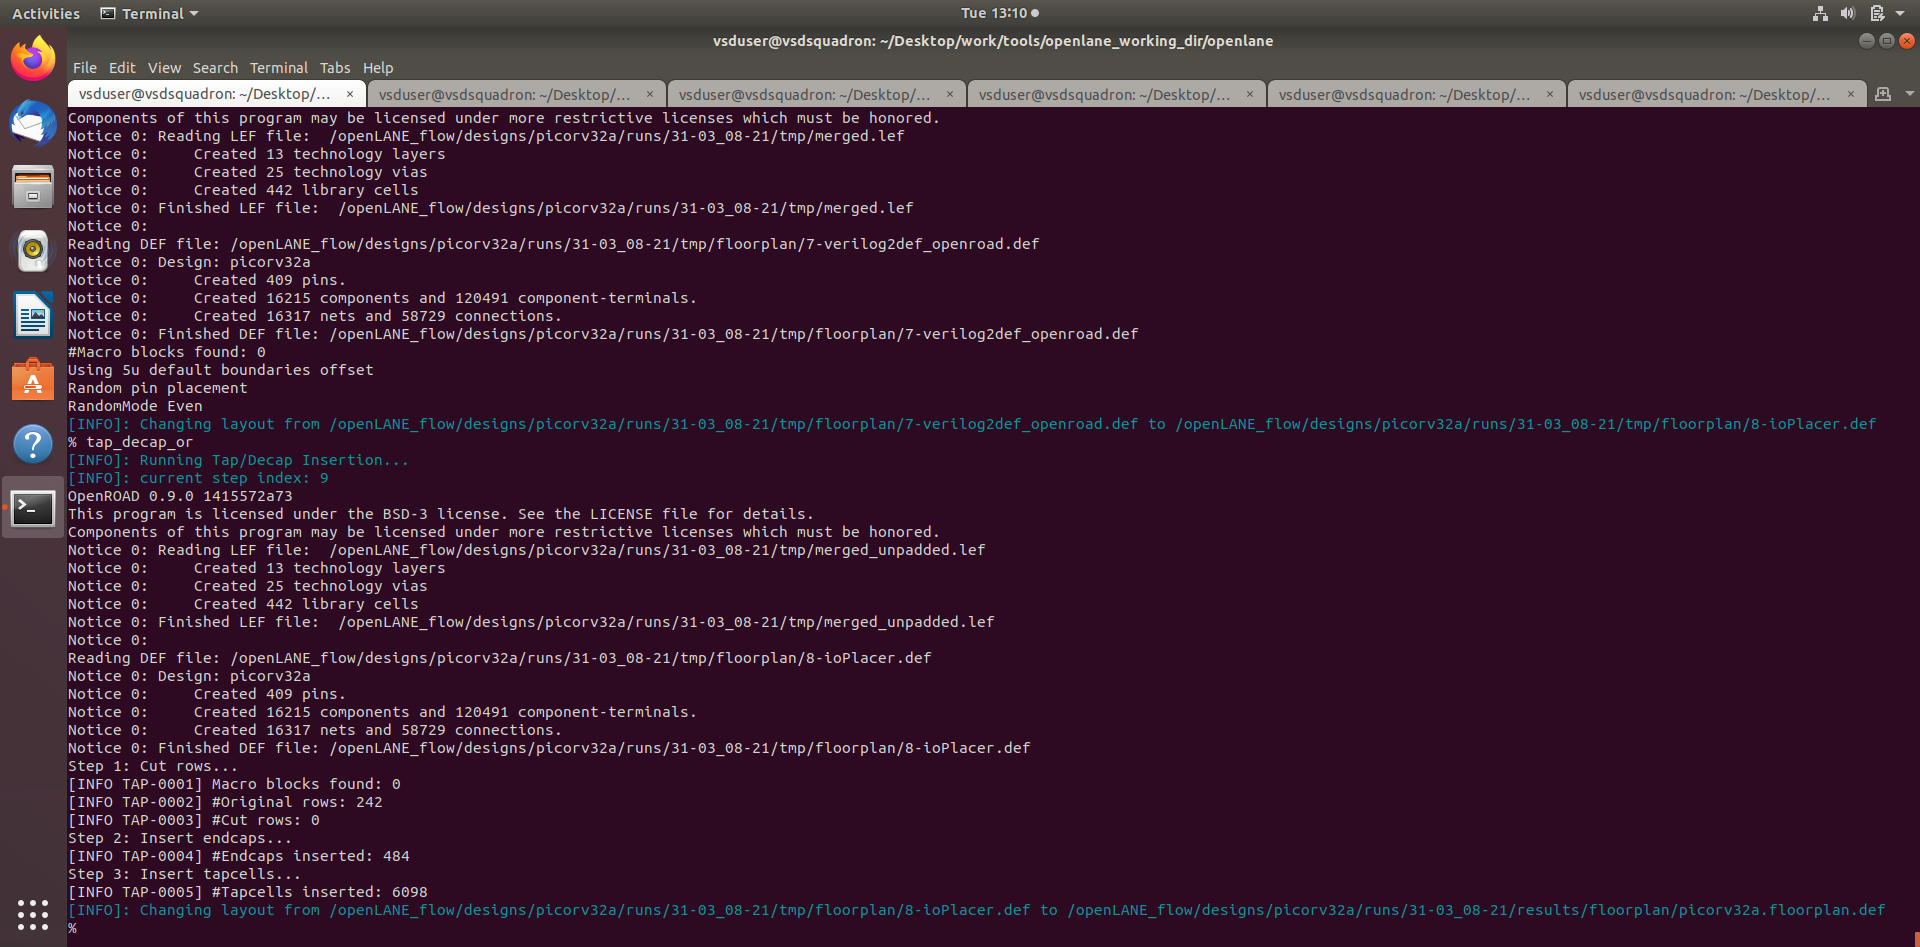 Activities Terminal Tue 13:10
vsduser@vsdsquadron: ~/Desktop/work/tools/openlane_working_dir/openlane
File Edit View Search Terminal Tabs Help
vsduser@vsdsquadron: ~/Desktop/... × vsduser@vsdsquadron: ~/Desktop/... × vsduser@vsdsquadron: ~/Desktop/... × vsduser@vsdsquadron: ~/Desktop/... × vsduser@vsdsquadron: ~/Desktop/... × vsduser@vsdsquadron: ~/Desktop/... ×
Components of this program may be licensed under more restrictive licenses which must be honored.
Notice 0: Reading LEF file:  /openLANE_flow/designs/picorv32a/runs/31-03_08-21/tmp/merged.lef
Notice 0:     Created 13 technology layers
Notice 0:     Created 25 technology vias
Notice 0:     Created 442 library cells
Notice 0: Finished LEF file:  /openLANE_flow/designs/picorv32a/runs/31-03_08-21/tmp/merged.lef
Notice 0:
Reading DEF file: /openLANE_flow/designs/picorv32a/runs/31-03_08-21/tmp/floorplan/7-verilog2def_openroad.def
Notice 0: Design: picorv32a
Notice 0:     Created 409 pins.
Notice 0:     Created 16215 components and 120491 component-terminals.
Notice 0:     Created 16317 nets and 58729 connections.
Notice 0: Finished DEF file: /openLANE_flow/designs/picorv32a/runs/31-03_08-21/tmp/floorplan/7-verilog2def_openroad.def
#Macro blocks found: 0
Using 5u default boundaries offset
Random pin placement
RandomMode Even
[INFO]: Changing layout from /openLANE_flow/designs/picorv32a/runs/31-03_08-21/tmp/floorplan/7-verilog2def_openroad.def to /openLANE_flow/designs/picorv32a/runs/31-03_08-21/tmp/floorplan/8-ioPlacer.def
% tap_decap_or
[INFO]: Running Tap/Decap Insertion...
[INFO]: current step index: 9
OpenROAD 0.9.0 1415572a73
This program is licensed under the BSD-3 license. See the LICENSE file for details.
Components of this program may be licensed under more restrictive licenses which must be honored.
Notice 0: Reading LEF file:  /openLANE_flow/designs/picorv32a/runs/31-03_08-21/tmp/merged_unpadded.lef
Notice 0:     Created 13 technology layers
Notice 0:     Created 25 technology vias
Notice 0:     Created 442 library cells
Notice 0: Finished LEF file:  /openLANE_flow/designs/picorv32a/runs/31-03_08-21/tmp/merged_unpadded.lef
Notice 0:
Reading DEF file: /openLANE_flow/designs/picorv32a/runs/31-03_08-21/tmp/floorplan/8-ioPlacer.def
Notice 0: Design: picorv32a
Notice 0:     Created 409 pins.
Notice 0:     Created 16215 components and 120491 component-terminals.
Notice 0:     Created 16317 nets and 58729 connections.
Notice 0: Finished DEF file: /openLANE_flow/designs/picorv32a/runs/31-03_08-21/tmp/floorplan/8-ioPlacer.def
Step 1: Cut rows...
[INFO TAP-0001] Macro blocks found: 0
[INFO TAP-0002] #Original rows: 242
[INFO TAP-0003] #Cut rows: 0
Step 2: Insert endcaps...
[INFO TAP-0004] #Endcaps inserted: 484
Step 3: Insert tapcells...
[INFO TAP-0005] #Tapcells inserted: 6098
[INFO]: Changing layout from /openLANE_flow/designs/picorv32a/runs/31-03_08-21/tmp/floorplan/8-ioPlacer.def to /openLANE_flow/designs/picorv32a/runs/31-03_08-21/results/floorplan/picorv32a.floorplan.def
%